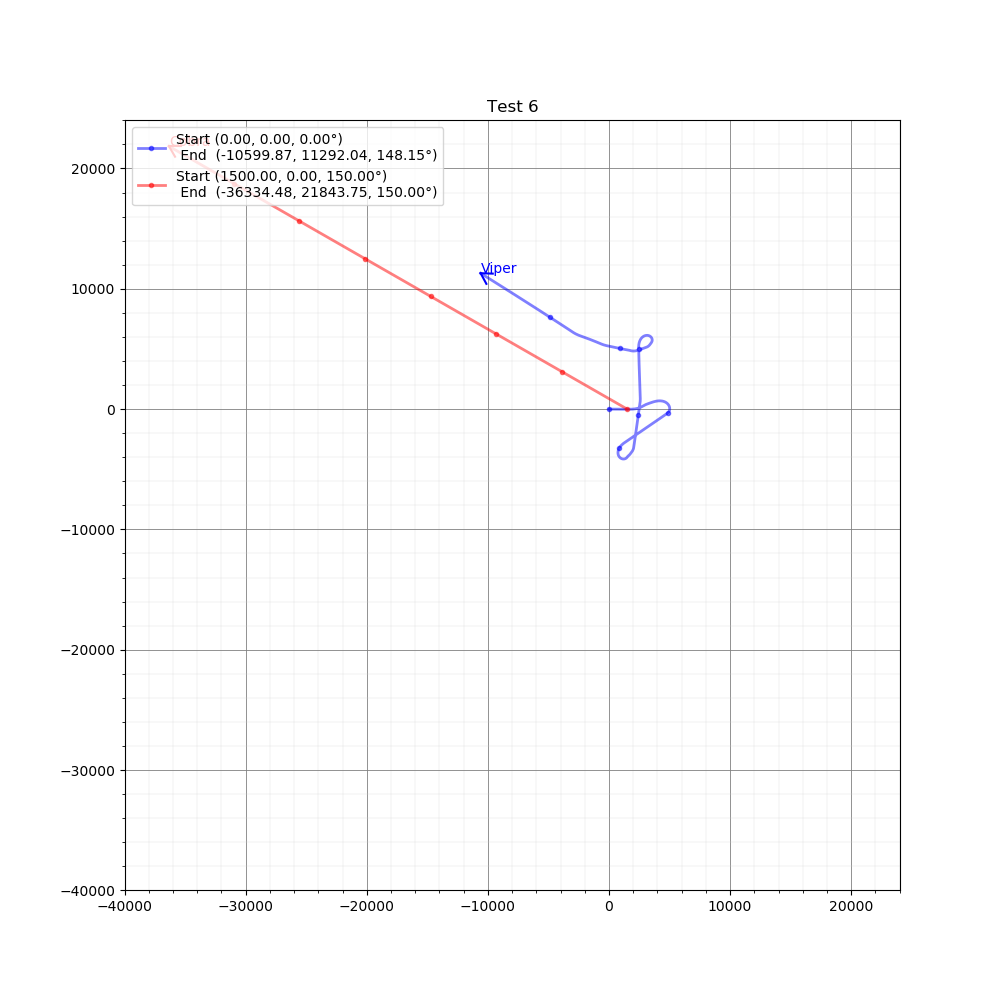 Test 6
Start (0.00, 0.00, 0.00°)
End (-10599.87, 11292.04, 148.15°)
Start (1500.00, 0.00, 150.00°)
End (-36334.48, 21843.75, 150.00°)
Viper
20000
10000
0
−10000
−20000
−30000
−40000
−40000 −30000 −20000 −10000 0 10000 20000